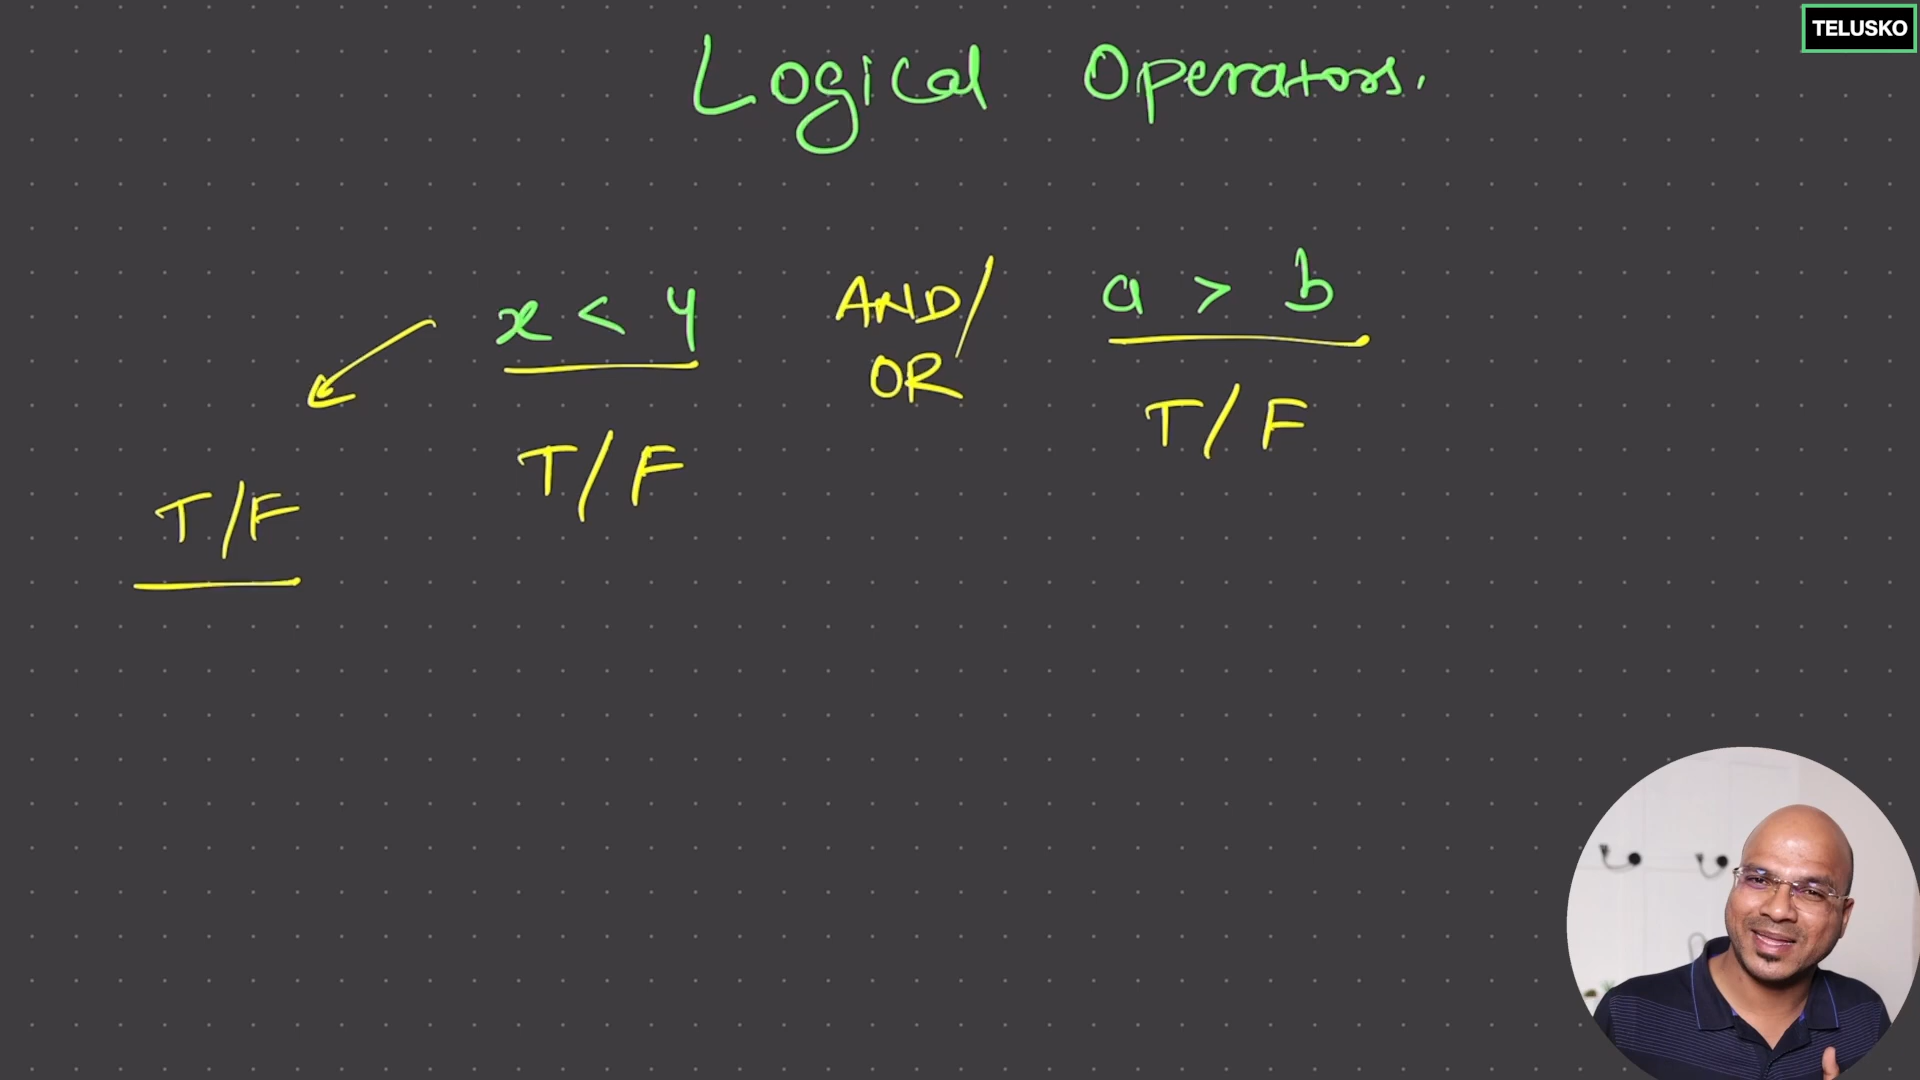 TELUSKO
Logical Operators.
x < y AND/ OR a > b
T/F T/F
T/F